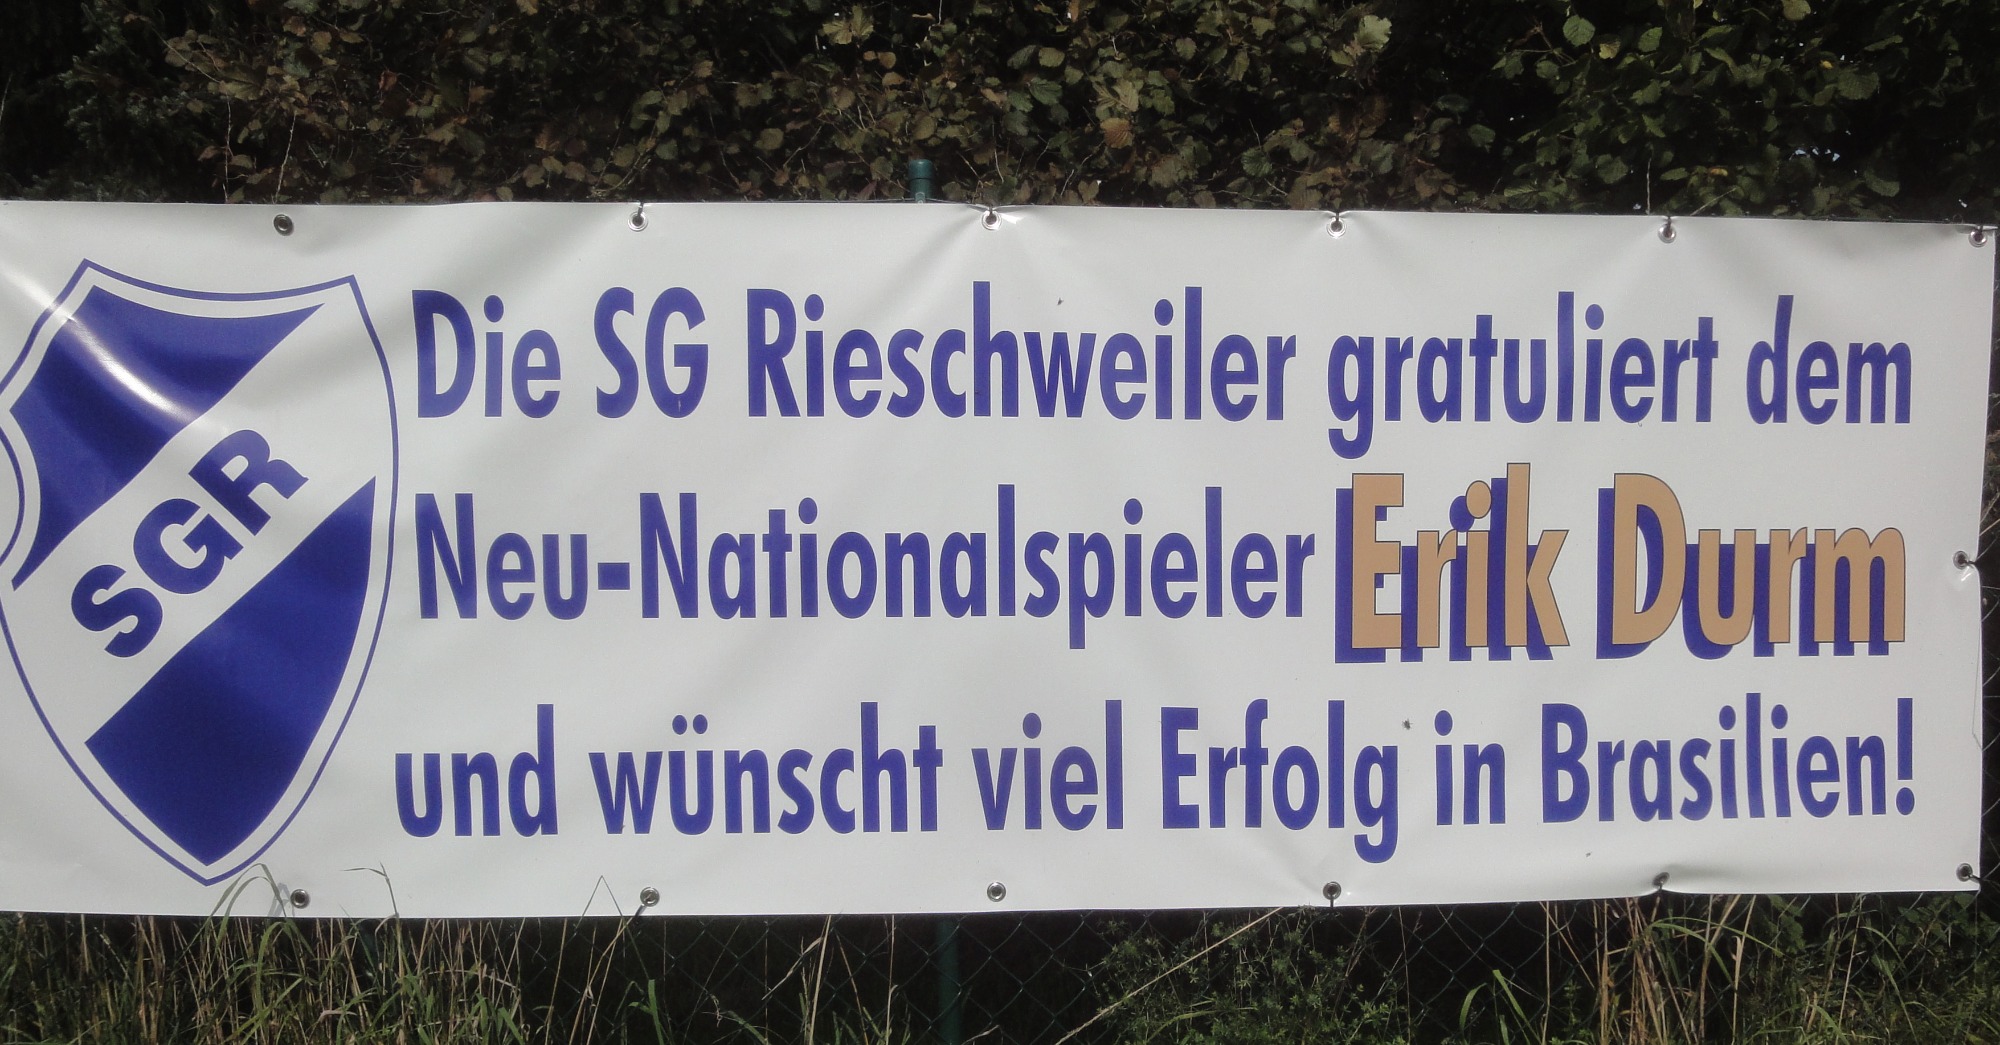 SGR
Die SG Rieschweiler gratuliert dem
Neu-Nationalspieler Erik Durm
und wünscht viel Erfolg in Brasilien!